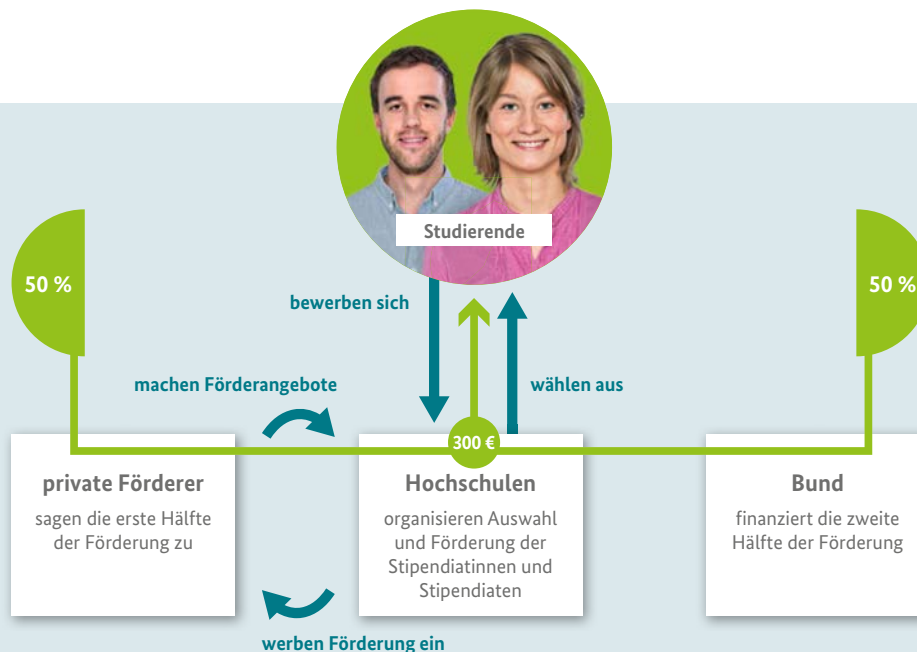 Studierende
50 %
50 %
bewerben sich
machen Förderangebote
wählen aus
300 €
private Förderer
sagen die erste Hälfte
der Förderung zu
Hochschulen
organisieren Auswahl
und Förderung der
Stipendiatinnen und
Stipendiaten
Bund
finanziert die zweite
Hälfte der Förderung
werben Förderung ein